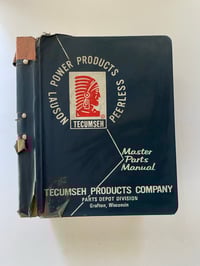 LAUSON POWER PRODUCTS PEERLESS
TECUMSEH
Master
Parts
Manual
TECUMSEH PRODUCTS COMPANY
PARTS DEPOT DIVISION
Grafton, Wisconsin